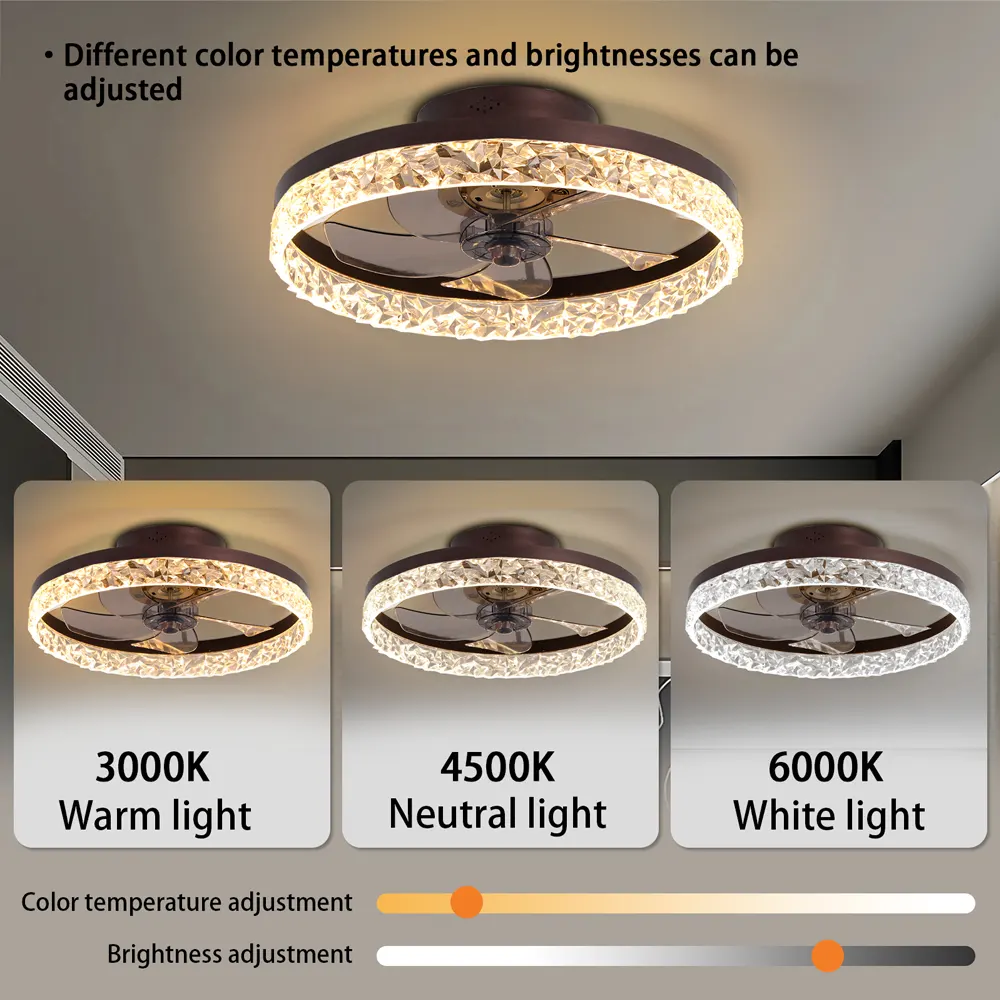 • Different color temperatures and brightnesses can be
adjusted
3000K
Warm light
4500K
Neutral light
6000K
White light
Color temperature adjustment
Brightness adjustment